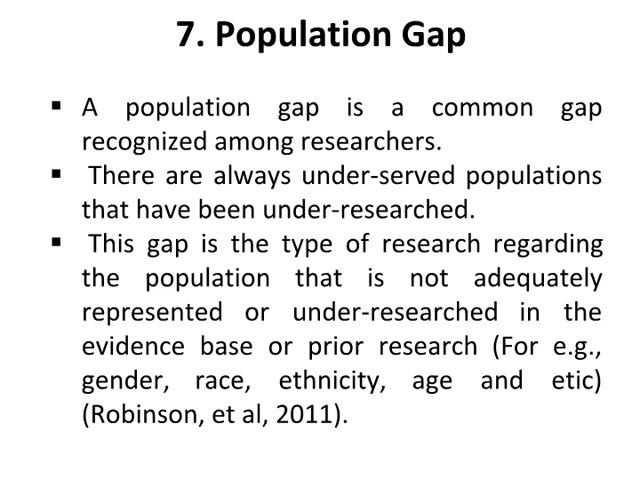 7. Population Gap
▪ A population gap is a common gap
recognized among researchers.
▪ There are always under-served populations
that have been under-researched.
▪ This gap is the type of research regarding
the population that is not adequately
represented or under-researched in the
evidence base or prior research (For e.g.,
gender, race, ethnicity, age and etic)
(Robinson, et al, 2011).